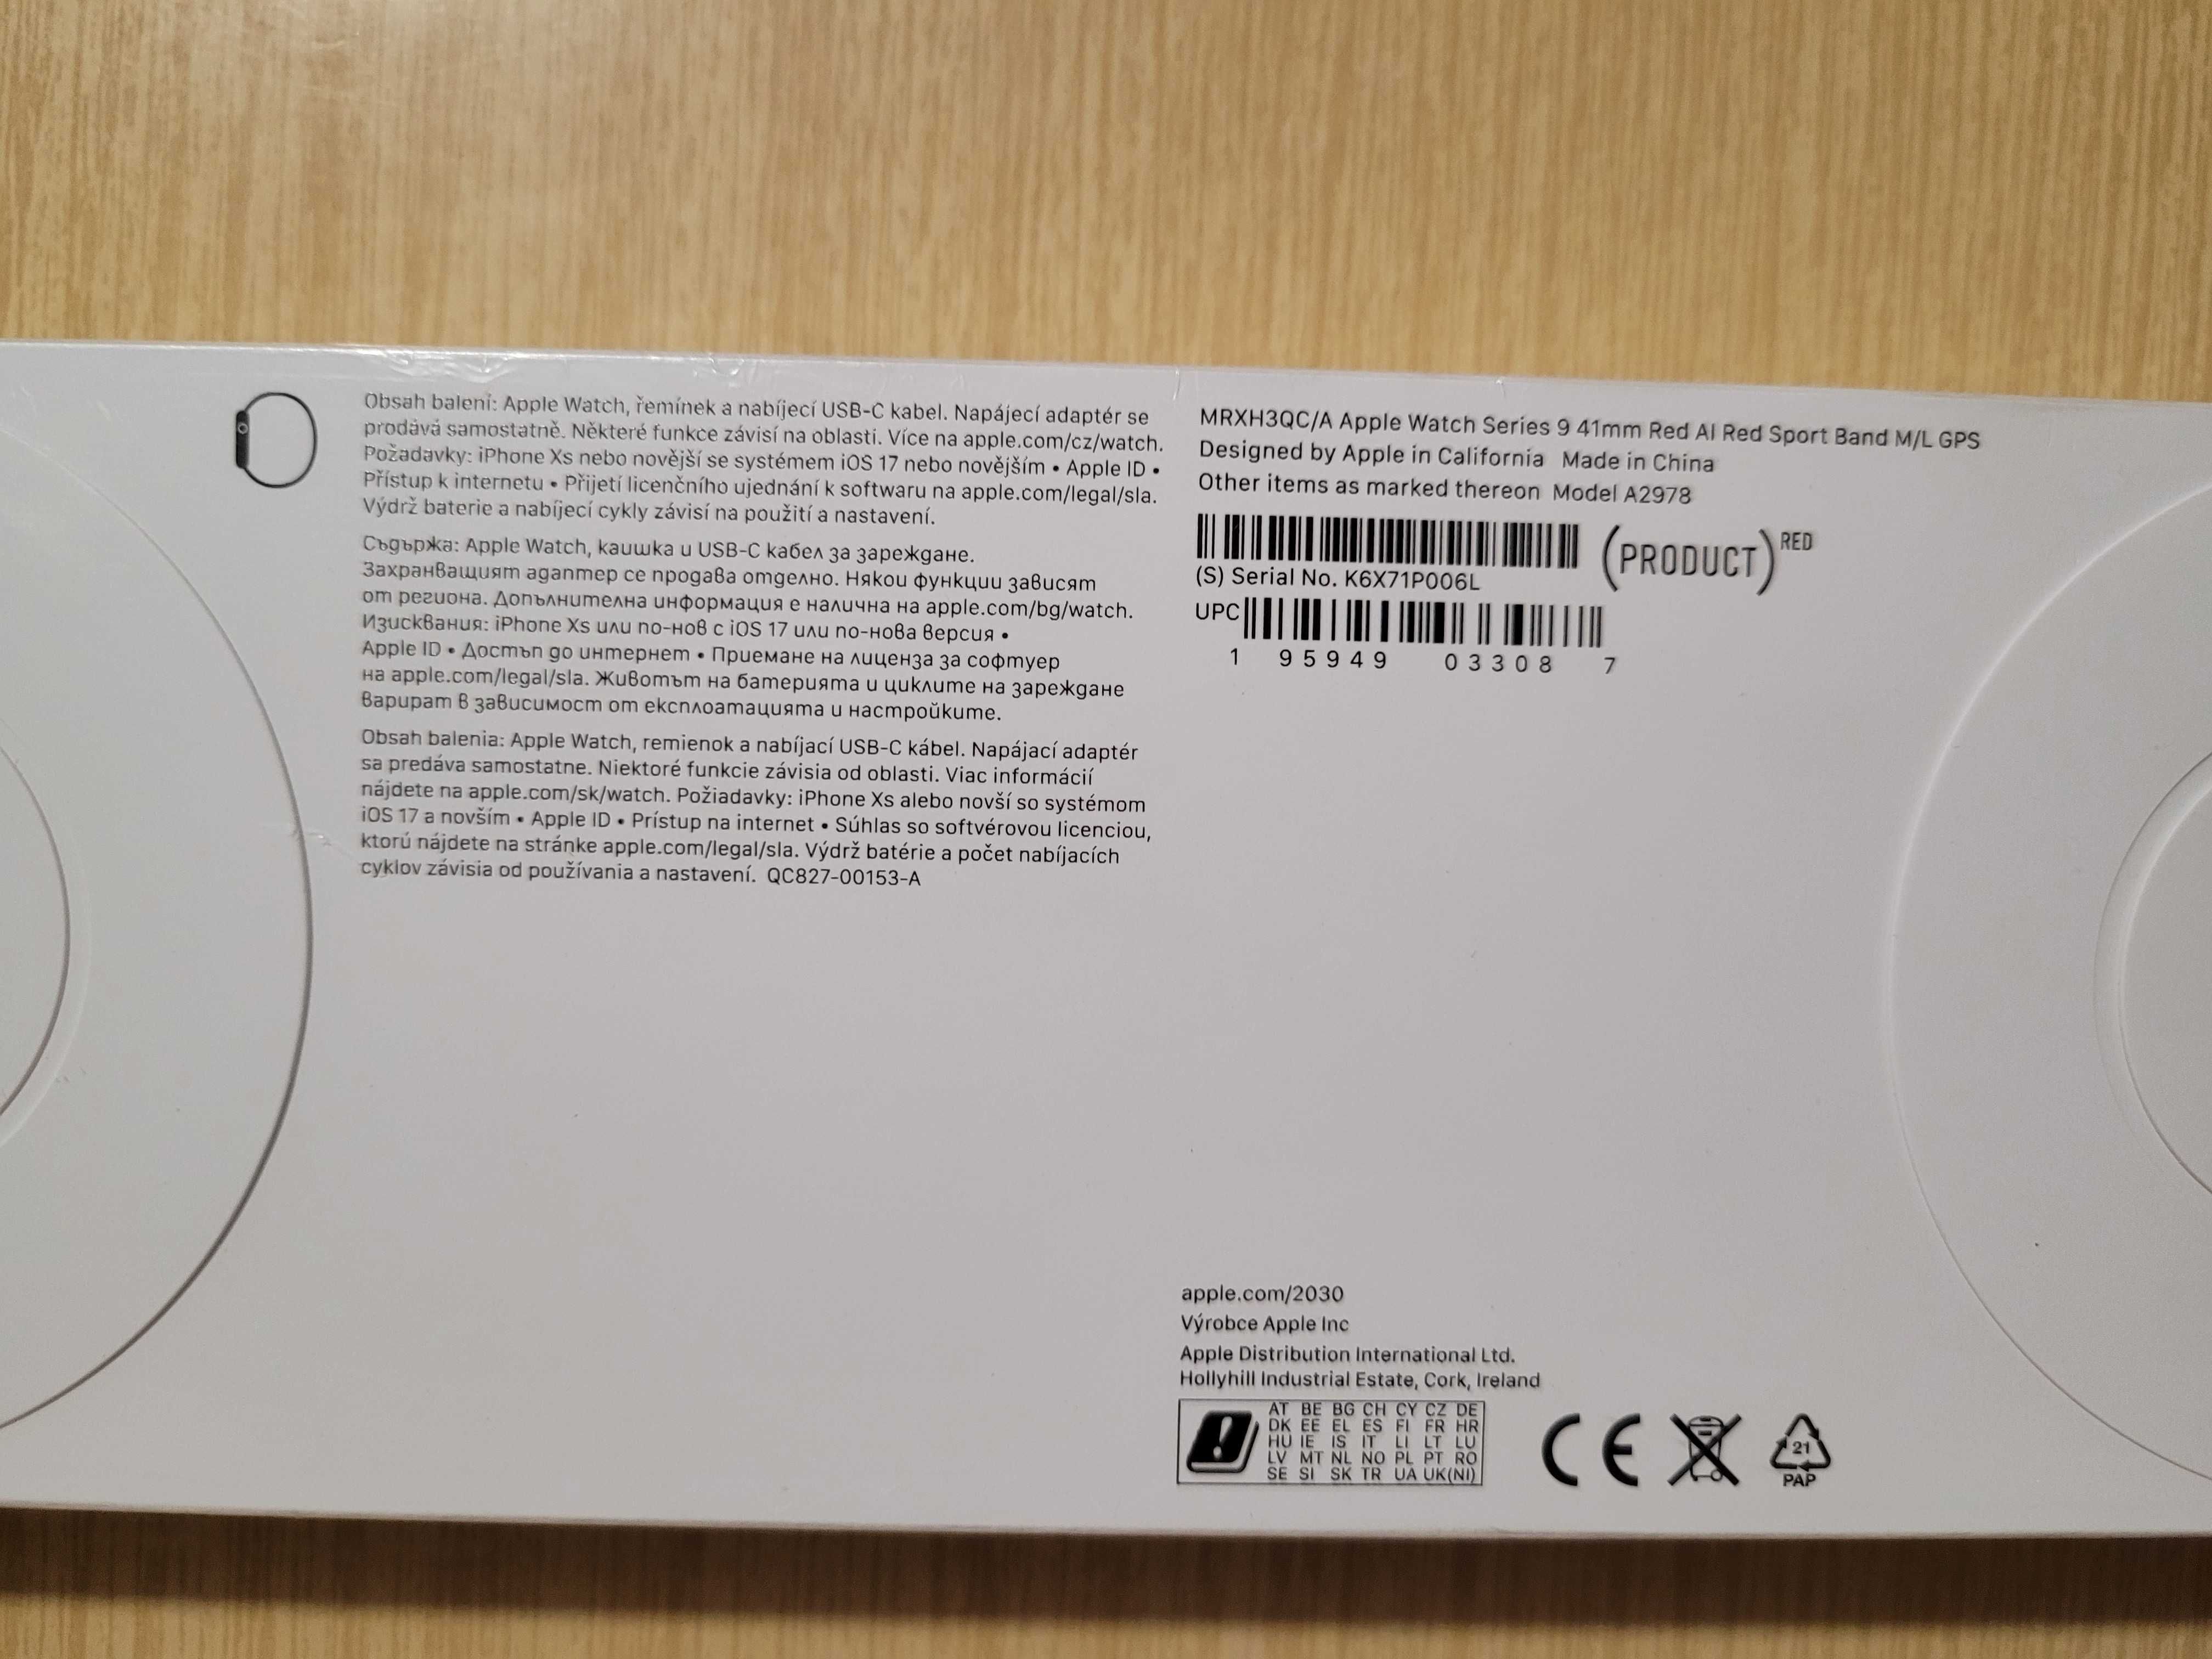 Obsah balení: Apple Watch, řemínek a nabíjecí USB-C kabel. Napájecí adaptér se
prodává samostatně. Některé funkce závisí na oblasti. Více na apple.com/cz/watch.
Požadavky: iPhone Xs nebo novější se systémem iOS 17 nebo novějším • Apple ID •
Přístup k internetu • Přijetí licenčního ujednání k softwaru na apple.com/legal/sla.
Výdrž baterie a nabíjecí cykly závisí na použití a nastavení.
Съдържа: Apple Watch, каишка и USB-C кабел за зареждане.
Захранващият адаптер се продава отделно. Някои функции зависят
от региона. Допълнителна информация е налична на apple.com/bg/watch.
Изисквания: iPhone Xs или по-нов с iOS 17 или по-нова версия •
Apple ID • Достъп до интернет • Приемане на лиценза за софтуер
на apple.com/legal/sla. Животът на батерията и циклите на зареждане
варират в зависимост от експлоатацията и настройките.
Obsah balenia: Apple Watch, remienok a nabíjací USB-C kábel. Napájací adaptér
sa predáva samostatne. Niektoré funkcie závisia od oblasti. Viac informácií
nájdete na apple.com/sk/watch. Požiadavky: iPhone Xs alebo novší so systémom
iOS 17 a novším • Apple ID • Prístup na internet • Súhlas so softvérovou licenciou,
ktorú nájdete na stránke apple.com/legal/sla. Výdrž batérie a počet nabíjacích
cyklov závisia od používania a nastavení. QC827-00153-A
MRXH3QC/A Apple Watch Series 9 41mm Red Al Red Sport Band M/L GPS
Designed by Apple in California Made in China
Other items as marked thereon Model A2978
(PRODUCT)RED
(S) Serial No. K6X71P006L
UPC
1 95949 03308 7
apple.com/2030
Výrobce Apple Inc
Apple Distribution International Ltd.
Hollyhill Industrial Estate, Cork, Ireland
AT BE BG CH CY CZ DE
DK EE EL ES FI FR HR
HU IE IS IT LI LT LU
LV MT NL NO PL PT RO
SE SI SK TR UA UK(NI)
CE
21
PAP